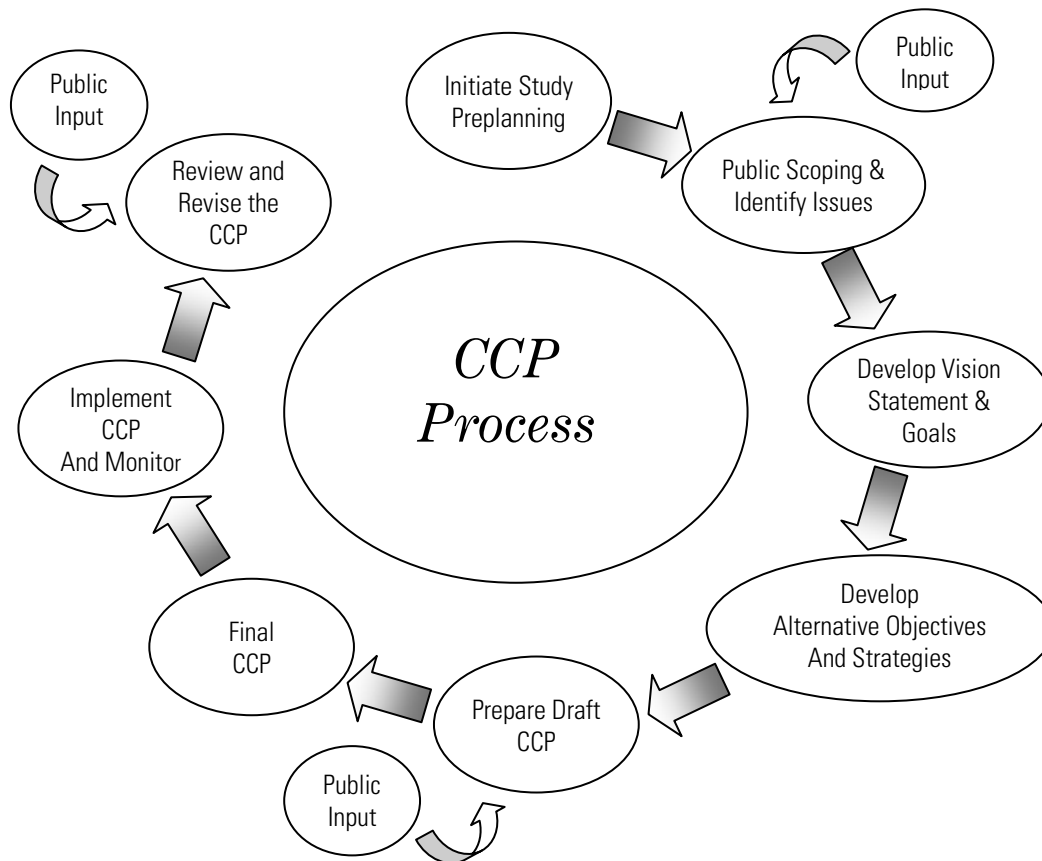 Public
Input
Initiate Study
Preplanning
Public
Input
Public Scoping &
Identify Issues
Review and
Revise the
CCP
CCP
Process
Develop Vision
Statement &
Goals
Implement
CCP
And Monitor
Develop
Alternative Objectives
And Strategies
Final
CCP
Prepare Draft
CCP
Public
Input